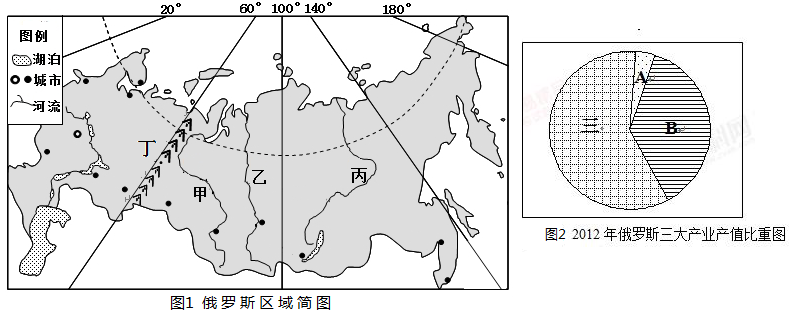 20° 60° 100° 140° 180°
图例
湖泊
城市
河流
丁
甲
乙
丙
图1 俄罗斯区域简图
A
三
B
图2 2012年俄罗斯三大产业产值比重图